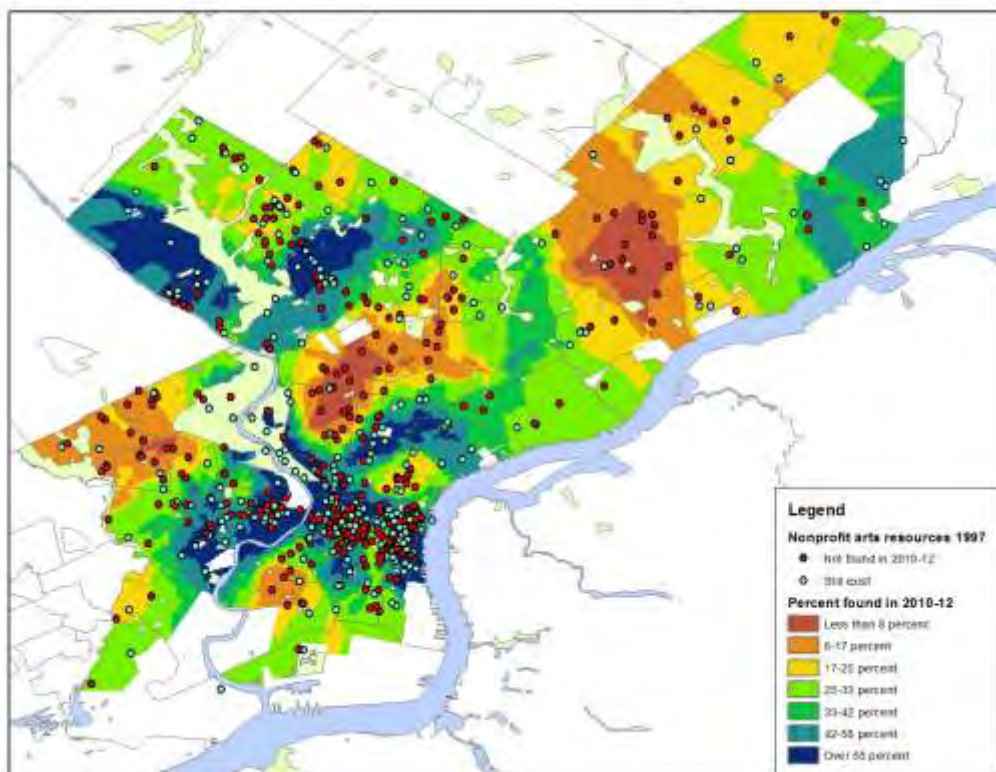 Legend
Nonprofit arts resources 1997
Not found in 2010-12
Still exist
Percent found in 2010-12
Less than 8 percent
8-17 percent
17-25 percent
25-33 percent
33-42 percent
42-55 percent
Over 55 percent